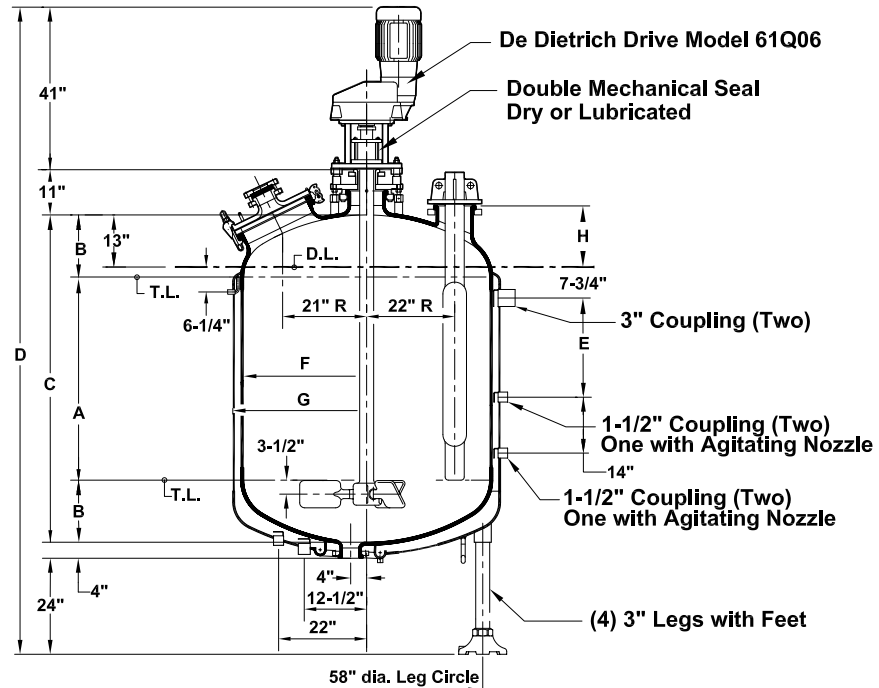 De Dietrich Drive Model 61Q06
41"
Double Mechanical Seal
Dry or Lubricated
11"
B
13"
H
D.L.
7-3/4"
T.L.
6-1/4"
21" R
22" R
3" Coupling (Two)
D
E
C
F
A
G
1-1/2" Coupling (Two)
One with Agitating Nozzle
3-1/2"
14"
T.L.
1-1/2" Coupling (Two)
One with Agitating Nozzle
B
4"
4"
24"
12-1/2"
22"
(4) 3" Legs with Feet
58" dia. Leg Circle